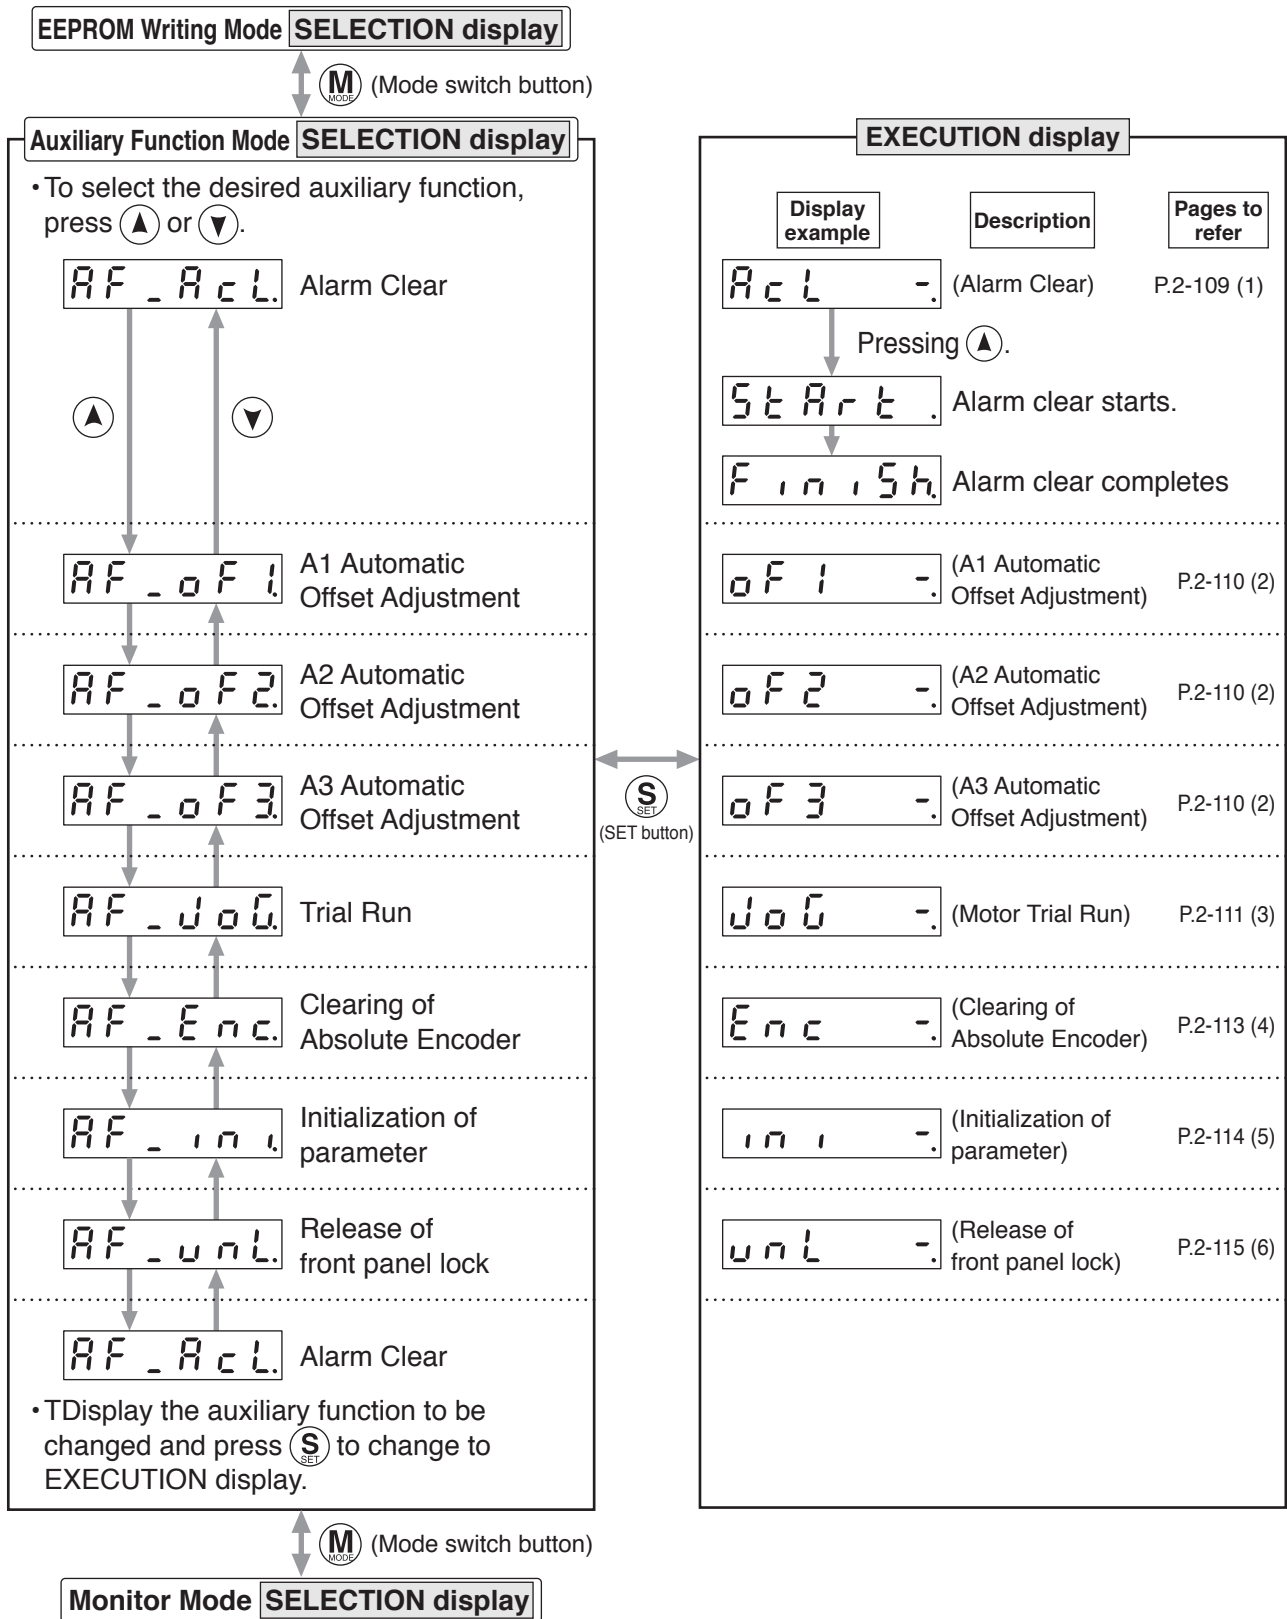 EEPROM Writing Mode SELECTION display
M MODE (Mode switch button)
Auxiliary Function Mode SELECTION display
• To select the desired auxiliary function,
press or .
AF_AcL. Alarm Clear
AF_oF1. A1 Automatic
Offset Adjustment
AF_oF2. A2 Automatic
Offset Adjustment
AF_oF3. A3 Automatic
Offset Adjustment
AF_JoG. Trial Run
AF_Enc. Clearing of
Absolute Encoder
AF_ini. Initialization of
parameter
AF_unL. Release of
front panel lock
AF_AcL. Alarm Clear
• TDisplay the auxiliary function to be
changed and press S SET to change to
EXECUTION display.
S SET
(SET button)
EXECUTION display
Display
example
Description
Pages to
refer
AcL -. (Alarm Clear) P.2-109 (1)
Pressing .
StArt . Alarm clear starts.
FiniSh. Alarm clear completes
oF1 -. (A1 Automatic
Offset Adjustment) P.2-110 (2)
oF2 -. (A2 Automatic
Offset Adjustment) P.2-110 (2)
oF3 -. (A3 Automatic
Offset Adjustment) P.2-110 (2)
JoG -. (Motor Trial Run) P.2-111 (3)
Enc -. (Clearing of
Absolute Encoder) P.2-113 (4)
ini -. (Initialization of
parameter) P.2-114 (5)
unL -. (Release of
front panel lock) P.2-115 (6)
M MODE (Mode switch button)
Monitor Mode SELECTION display